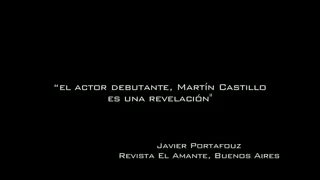 “EL ACTOR DEBUTANTE, MARTÍN CASTILLO
ES UNA REVELACIÓN"
JAVIER PORTAFOUZ
REVISTA EL AMANTE, BUENOS AIRES